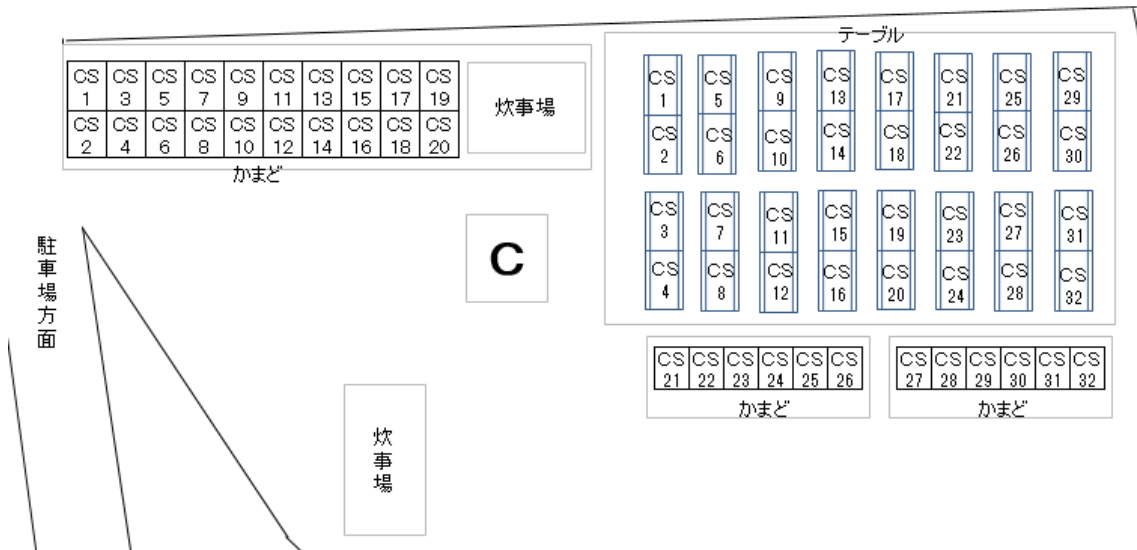 テーブル
CS 1 CS 3 CS 5 CS 7 CS 9 CS 11 CS 13 CS 15 CS 17 CS 19
CS 2 CS 4 CS 6 CS 8 CS 10 CS 12 CS 14 CS 16 CS 18 CS 20
かまど
炊事場
CS 1 CS 5 CS 9 CS 13 CS 17 CS 21 CS 25 CS 29
CS 2 CS 6 CS 10 CS 14 CS 18 CS 22 CS 26 CS 30
CS 3 CS 7 CS 11 CS 15 CS 19 CS 23 CS 27 CS 31
CS 4 CS 8 CS 12 CS 16 CS 20 CS 24 CS 28 CS 32
C
駐車場方面
CS 21 CS 22 CS 23 CS 24 CS 25 CS 26
かまど
CS 27 CS 28 CS 29 CS 30 CS 31 CS 32
かまど
炊事場